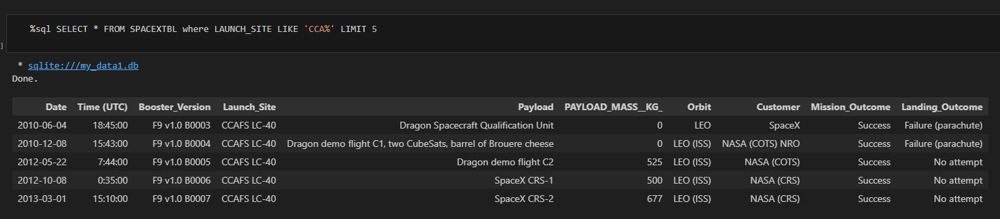 %sql SELECT * FROM SPACEXTBL where LAUNCH_SITE LIKE 'CCA%' LIMIT 5
]
* sqlite:///my_data1.db
Done.
Date Time (UTC) Booster_Version Launch_Site Payload PAYLOAD_MASS__KG_ Orbit Customer Mission_Outcome Landing_Outcome
2010-06-04 18:45:00 F9 v1.0 B0003 CCAFS LC-40 Dragon Spacecraft Qualification Unit 0 LEO SpaceX Success Failure (parachute)
2010-12-08 15:43:00 F9 v1.0 B0004 CCAFS LC-40 Dragon demo flight C1, two CubeSats, barrel of Brouere cheese 0 LEO (ISS) NASA (COTS) NRO Success Failure (parachute)
2012-05-22 7:44:00 F9 v1.0 B0005 CCAFS LC-40 Dragon demo flight C2 525 LEO (ISS) NASA (COTS) Success No attempt
2012-10-08 0:35:00 F9 v1.0 B0006 CCAFS LC-40 SpaceX CRS-1 500 LEO (ISS) NASA (CRS) Success No attempt
2013-03-01 15:10:00 F9 v1.0 B0007 CCAFS LC-40 SpaceX CRS-2 677 LEO (ISS) NASA (CRS) Success No attempt